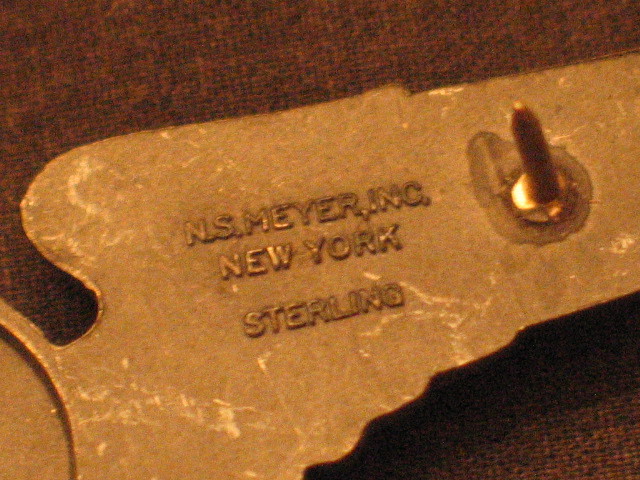 N.S. MEYER, INC.
NEW YORK
STERLING